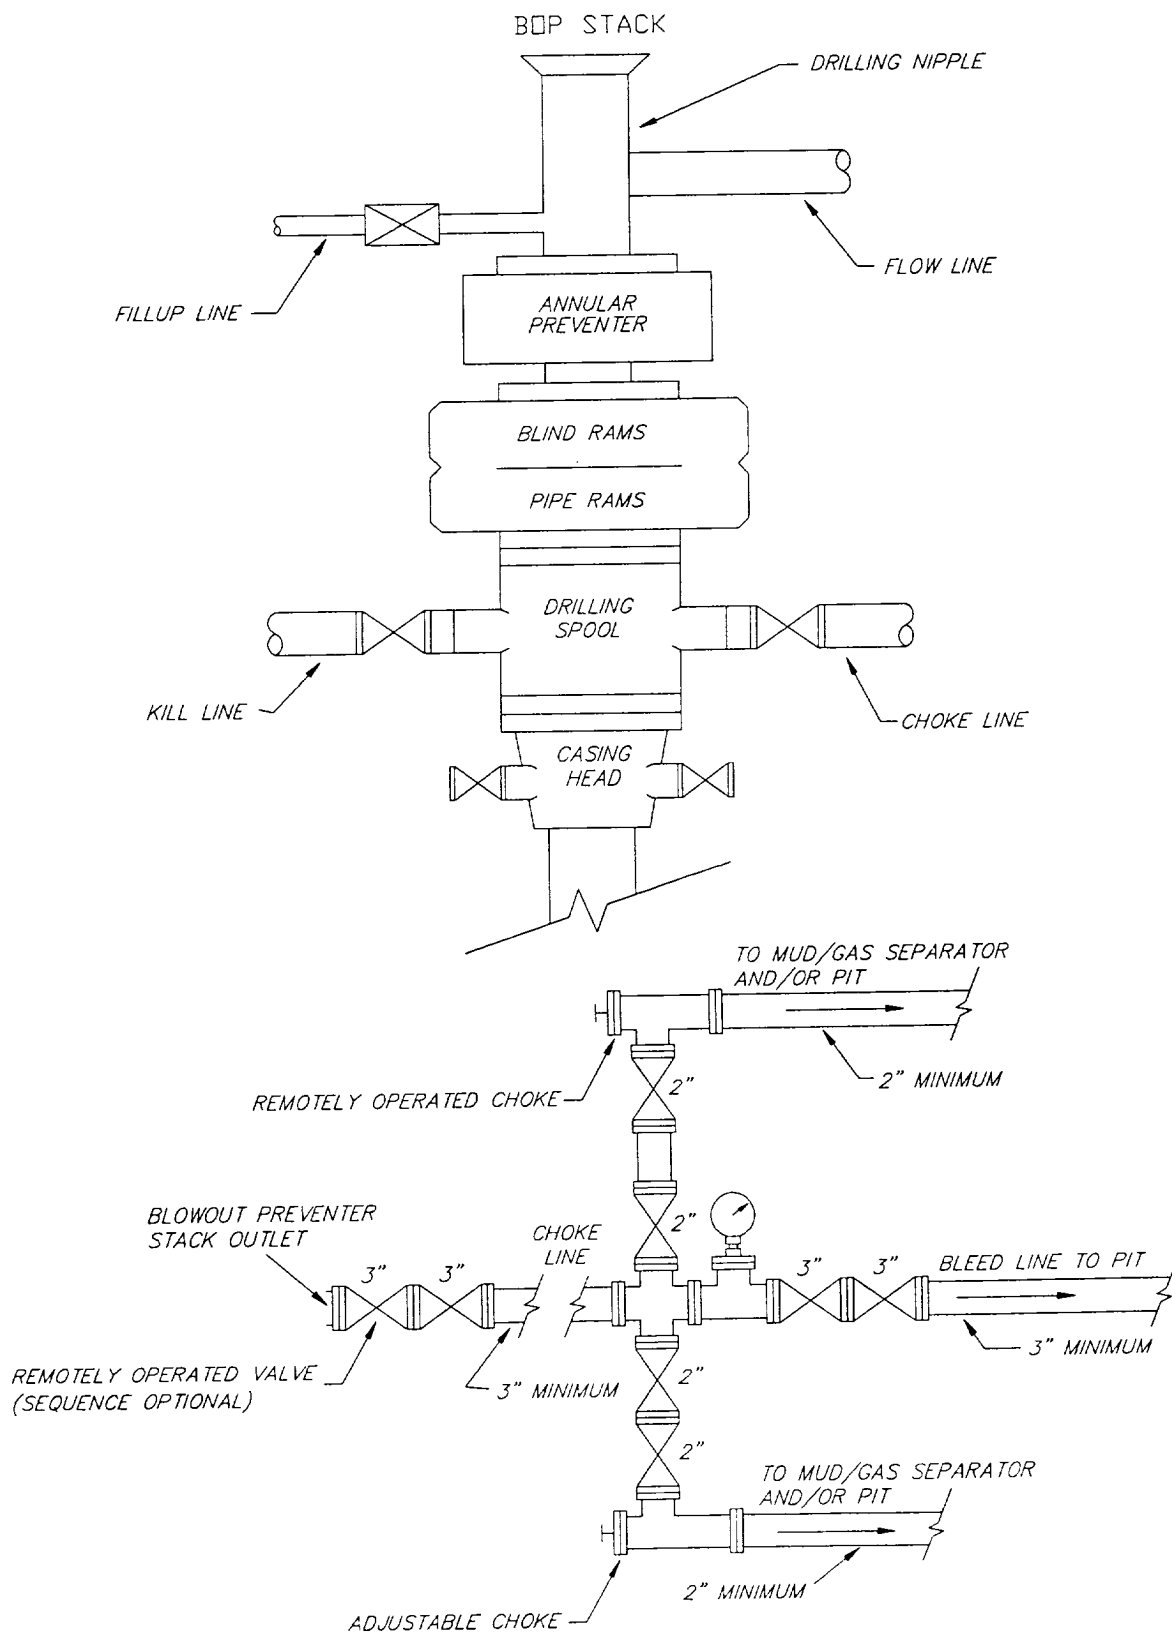 BOP STACK
DRILLING NIPPLE
FLOW LINE
FILLUP LINE
ANNULAR
PREVENTER
BLIND RAMS
PIPE RAMS
DRILLING
SPOOL
KILL LINE
CHOKE LINE
CASING
HEAD
TO MUD/GAS SEPARATOR
AND/OR PIT
2" MINIMUM
2"
REMOTELY OPERATED CHOKE
BLOWOUT PREVENTER
STACK OUTLET
CHOKE
LINE
2"
3"
3"
3"
3"
BLEED LINE TO PIT
REMOTELY OPERATED VALVE
(SEQUENCE OPTIONAL)
3" MINIMUM
3" MINIMUM
2"
2"
TO MUD/GAS SEPARATOR
AND/OR PIT
2" MINIMUM
ADJUSTABLE CHOKE